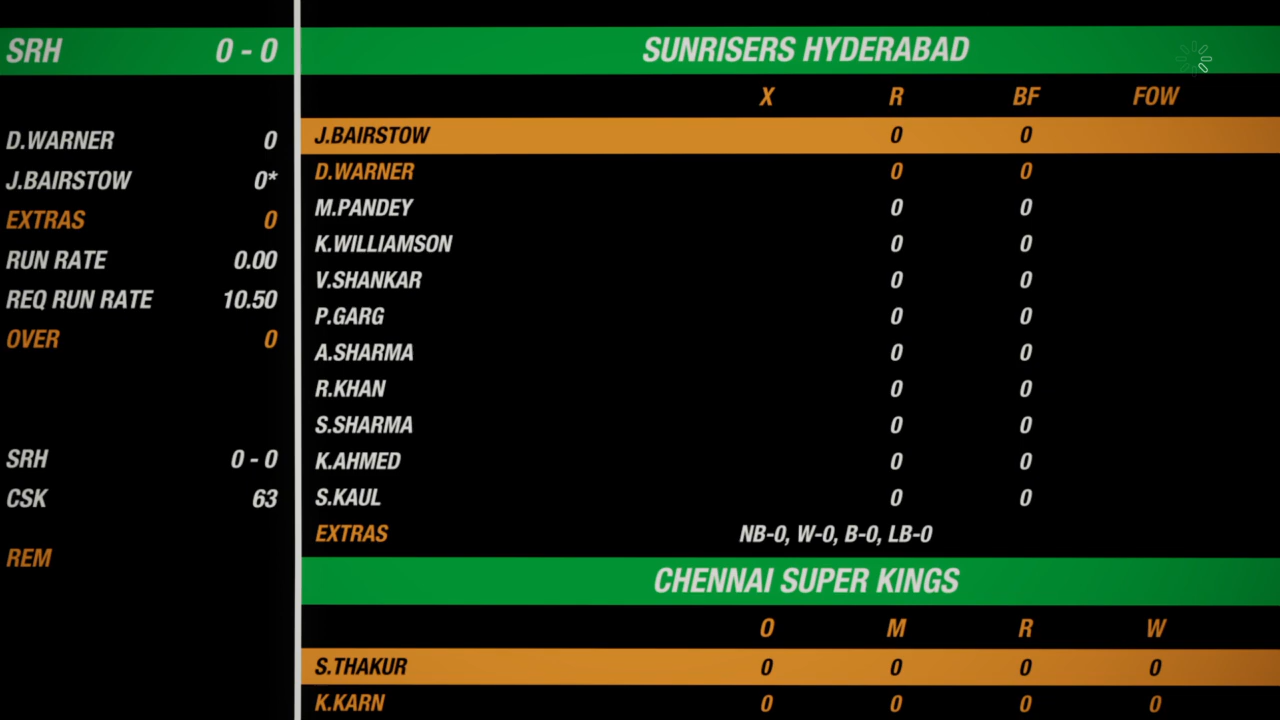 SRH 0 - 0
D.WARNER 0
J.BAIRSTOW 0*
EXTRAS 0
RUN RATE 0.00
REQ RUN RATE 10.50
OVER 0
SRH 0 - 0
CSK 63
REM
SUNRISERS HYDERABAD
X R BF FOW
J.BAIRSTOW 0 0
D.WARNER 0 0
M.PANDEY 0 0
K.WILLIAMSON 0 0
V.SHANKAR 0 0
P.GARG 0 0
A.SHARMA 0 0
R.KHAN 0 0
S.SHARMA 0 0
K.AHMED 0 0
S.KAUL 0 0
EXTRAS NB-0, W-0, B-0, LB-0
CHENNAI SUPER KINGS
O M R W
S.THAKUR 0 0 0 0
K.KARN 0 0 0 0